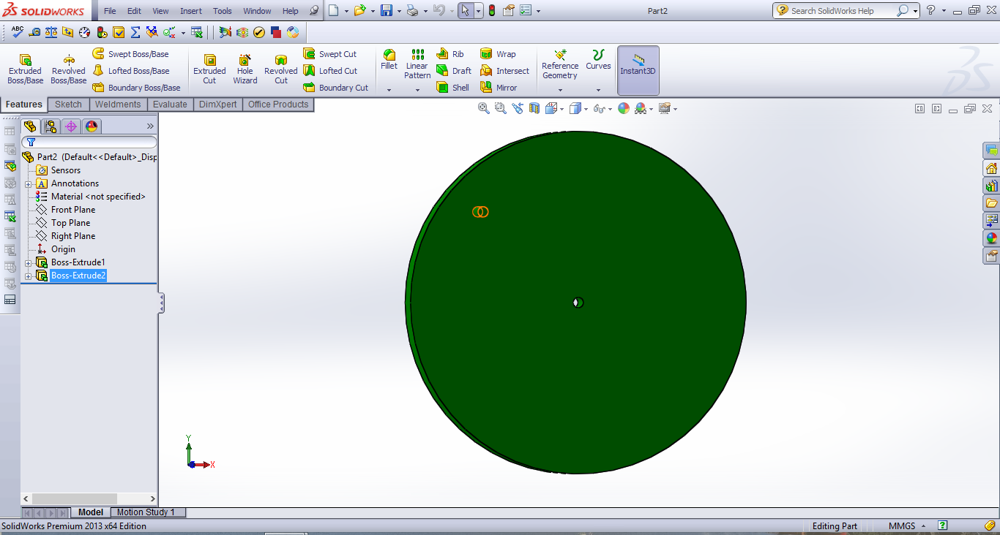 SOLIDWORKS File Edit View Insert Tools Window Help Part2 Search SolidWorks Help
ABC
Extruded Boss/Base
Revolved Boss/Base
Swept Boss/Base
Lofted Boss/Base
Boundary Boss/Base
Extruded Cut
Hole Wizard
Revolved Cut
Swept Cut
Lofted Cut
Boundary Cut
Fillet
Linear Pattern
Rib
Draft
Shell
Wrap
Intersect
Mirror
Reference Geometry
Curves
Instant3D
Features Sketch Weldments Evaluate DimXpert Office Products
Part2 (Default<<Default>_Disp
Sensors
A Annotations
Material <not specified>
Front Plane
Top Plane
Right Plane
Origin
Boss-Extrude1
Boss-Extrude2
Y
X
Model Motion Study 1
SolidWorks Premium 2013 x64 Edition Editing Part MMGS ?